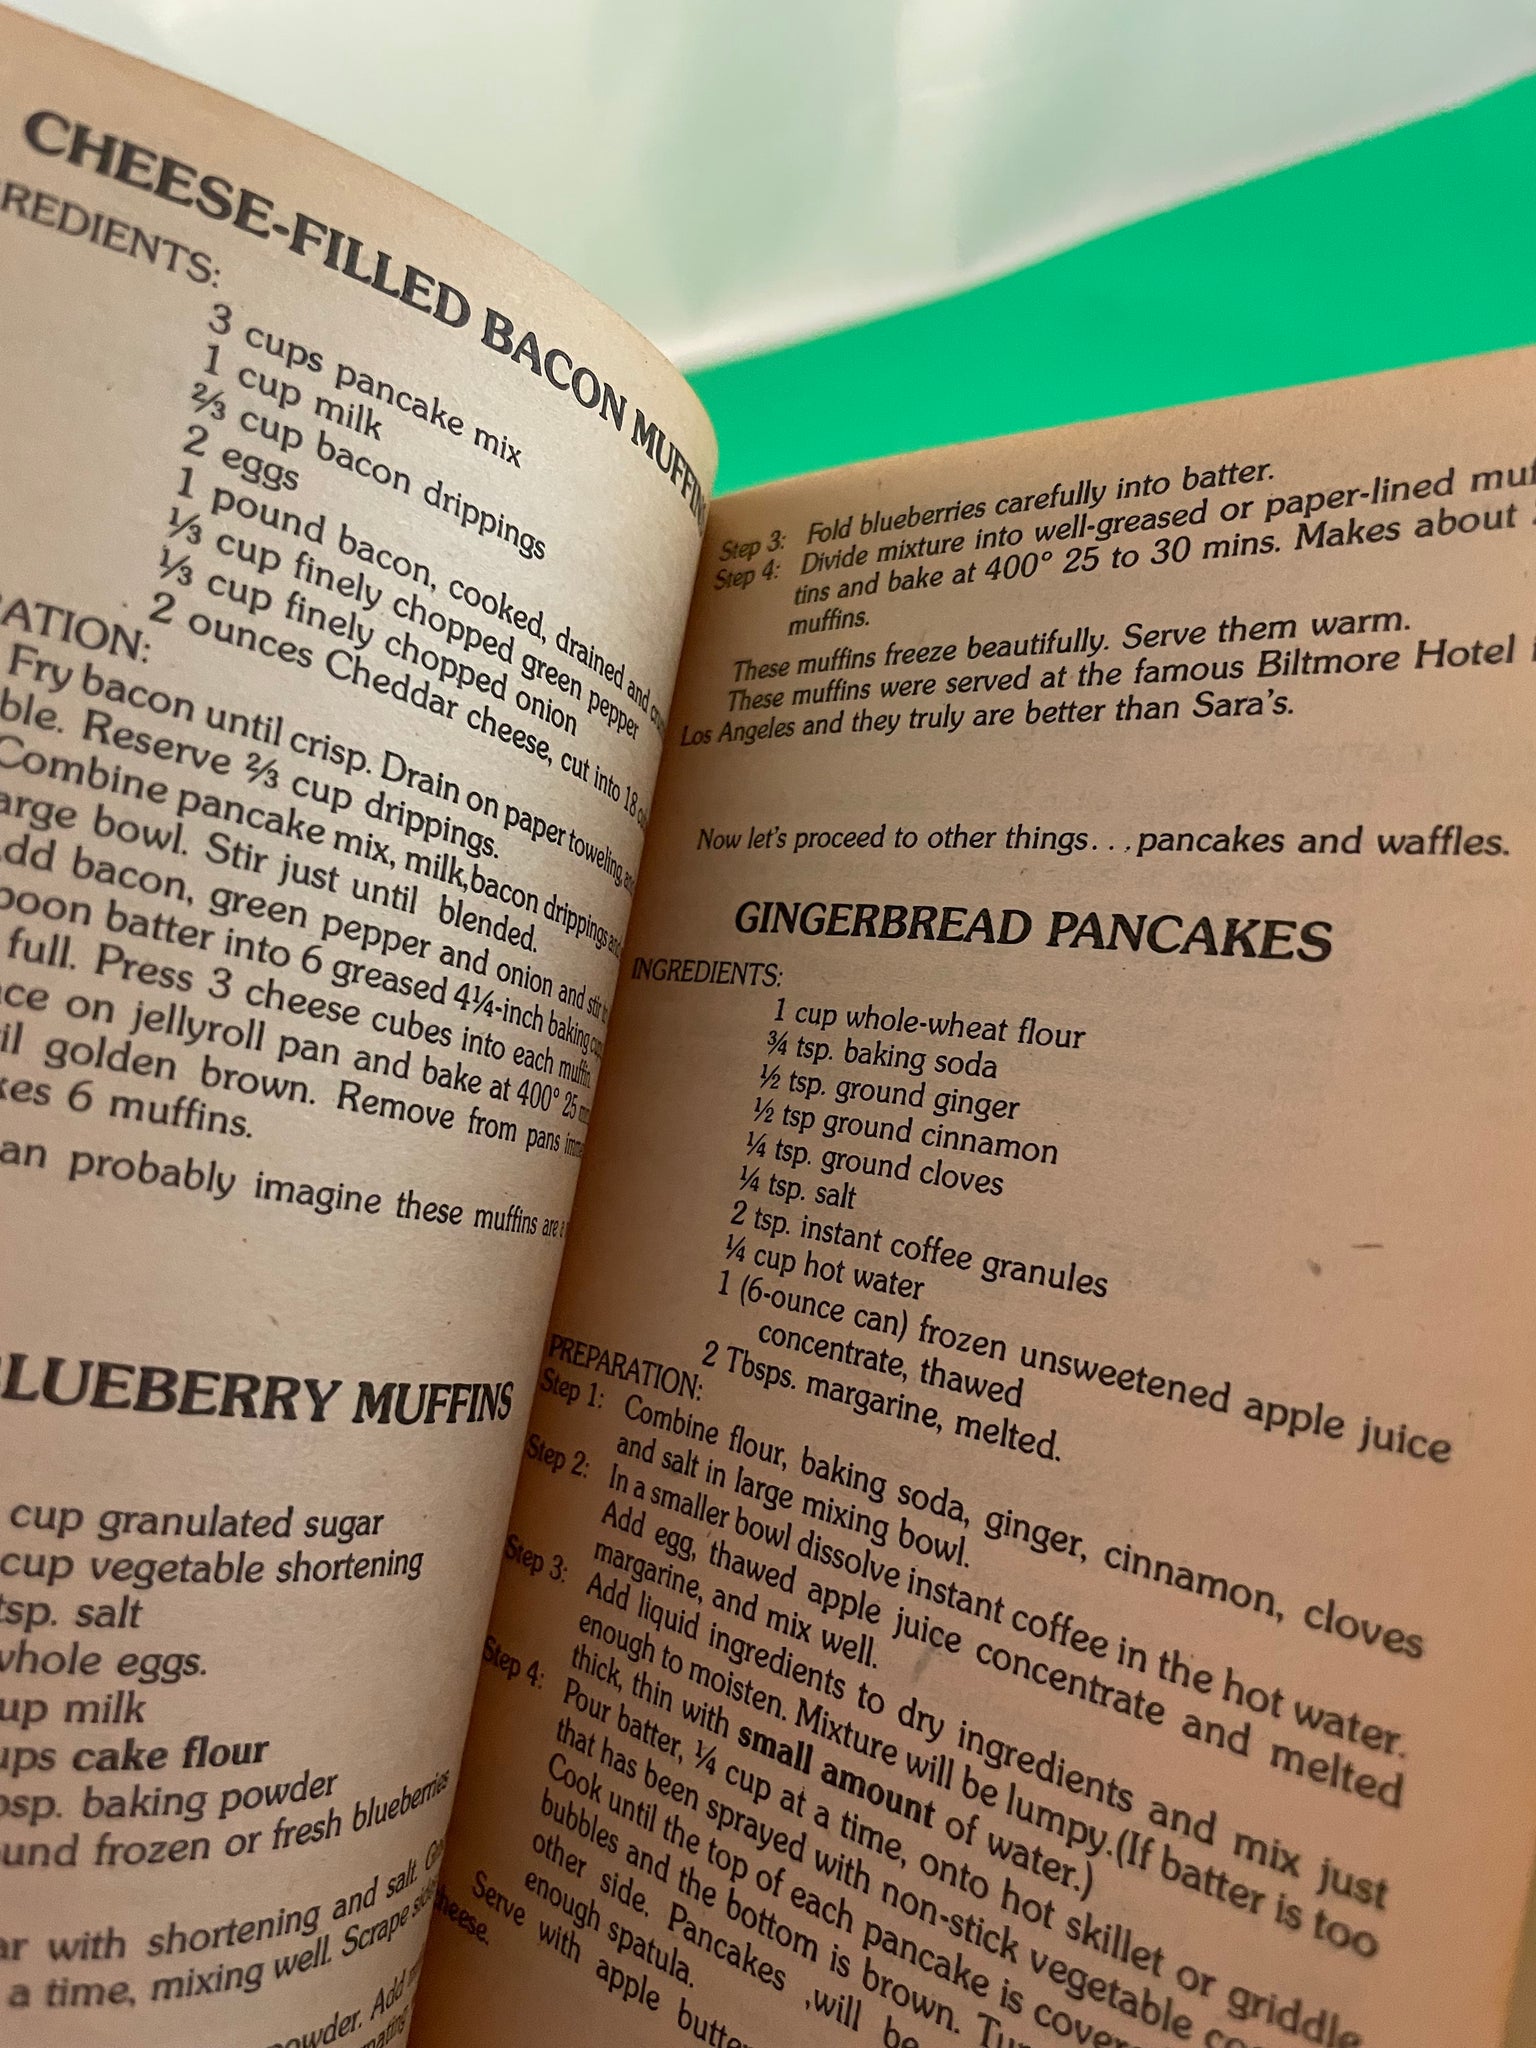 CHEESE-FILLED BACON MUFFINS
REDIENTS:
3 cups pancake mix
1 cup milk
⅔ cup bacon drippings
2 eggs
1 pound bacon, cooked, drained and
⅓ cup finely chopped green pepper
⅓ cup finely chopped onion
2 ounces Cheddar cheese, cut into 18
ATION:
Fry bacon until crisp. Drain on paper toweling,
ble. Reserve ⅔ cup drippings.
Combine pancake mix, milk,bacon drippings
arge bowl. Stir just until blended.
dd bacon, green pepper and onion and stir
poon batter into 6 greased 4¼-inch baking
full. Press 3 cheese cubes into each muffin.
ce on jellyroll pan and bake at 400° 25
il golden brown. Remove from pans
kes 6 muffins.
an probably imagine these muffins are
LUEBERRY MUFFINS
cup granulated sugar
cup vegetable shortening
tsp. salt
whole eggs.
up milk
ups cake flour
bsp. baking powder
und frozen or fresh blueberries
ar with shortening and salt.
a time, mixing well. Scrape
powder. Add
Step 3: Fold blueberries carefully into batter.
Step 4: Divide mixture into well-greased or paper-lined muf
tins and bake at 400° 25 to 30 mins. Makes about
muffins.
These muffins freeze beautifully. Serve them warm.
These muffins were served at the famous Biltmore Hotel
Los Angeles and they truly are better than Sara's.
Now let's proceed to other things. . .pancakes and waffles.
GINGERBREAD PANCAKES
INGREDIENTS:
1 cup whole-wheat flour
¾ tsp. baking soda
½ tsp. ground ginger
½ tsp ground cinnamon
¼ tsp. ground cloves
¼ tsp. salt
2 tsp. instant coffee granules
¼ cup hot water
1 (6-ounce can) frozen unsweetened apple juice
concentrate, thawed
2 Tbsps. margarine, melted.
PREPARATION:
Step 1: Combine flour, baking soda, ginger, cinnamon, cloves
and salt in large mixing bowl.
Step 2: In a smaller bowl dissolve instant coffee in the hot water.
Add egg, thawed apple juice concentrate and melted
margarine, and mix well.
Step 3: Add liquid ingredients to dry ingredients and mix just
enough to moisten. Mixture will be lumpy.(If batter is too
thick, thin with small amount of water.)
Step 4: Pour batter, ¼ cup at a time, onto hot skillet or griddle
that has been sprayed with non-stick vegetable
Cook until the top of each pancake is
bubbles and the bottom is brown.
other side. Pancakes ,will be
enough spatula.
Serve with apple
cheese.